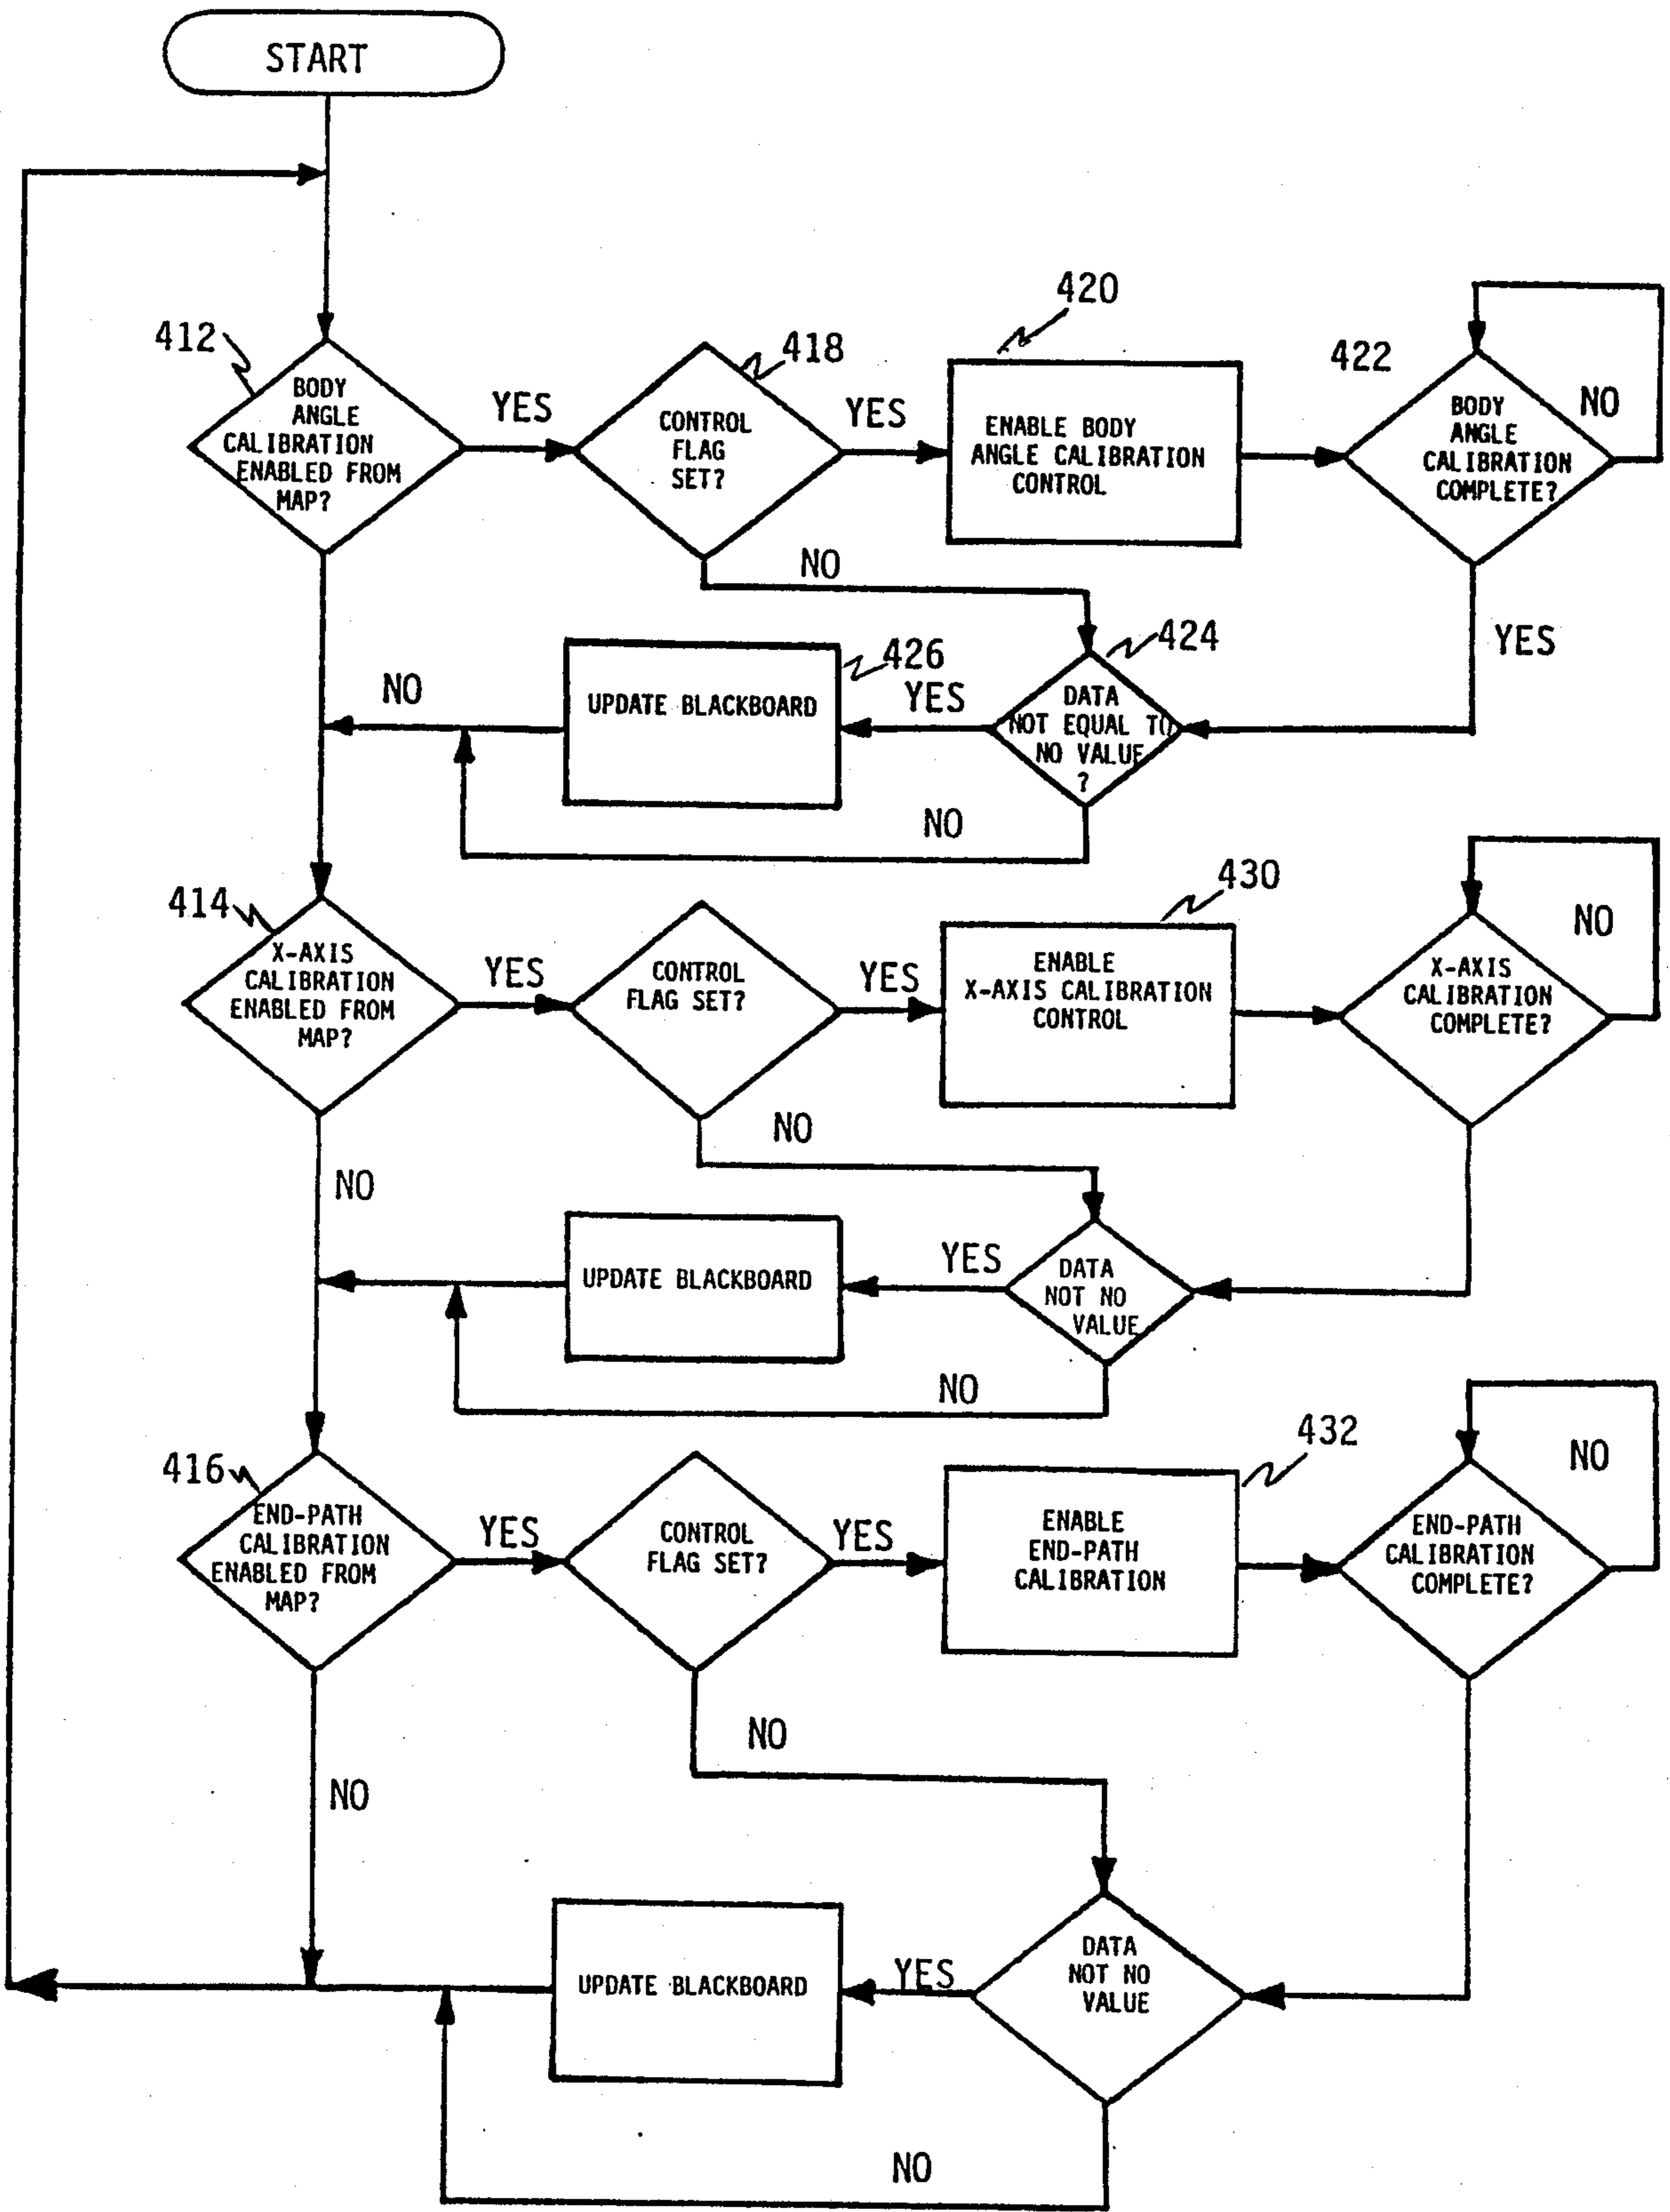 START
412
BODY
ANGLE
CALIBRATION
ENABLED FROM
MAP?
YES
418
CONTROL
FLAG
SET?
YES
420
ENABLE BODY
ANGLE CALIBRATION
CONTROL
422
BODY
ANGLE
CALIBRATION
COMPLETE?
NO
NO
YES
424
DATA
NOT EQUAL TO
NO VALUE
?
YES
426
UPDATE BLACKBOARD
NO
NO
414
X-AXIS
CALIBRATION
ENABLED FROM
MAP?
YES
CONTROL
FLAG SET?
YES
430
ENABLE
X-AXIS CALIBRATION
CONTROL
X-AXIS
CALIBRATION
COMPLETE?
NO
NO
NO
DATA
NOT NO
VALUE
YES
UPDATE BLACKBOARD
NO
416
END-PATH
CALIBRATION
ENABLED FROM
MAP?
YES
CONTROL
FLAG SET?
YES
432
ENABLE
END-PATH
CALIBRATION
END-PATH
CALIBRATION
COMPLETE?
NO
NO
NO
DATA
NOT NO
VALUE
YES
UPDATE BLACKBOARD
NO